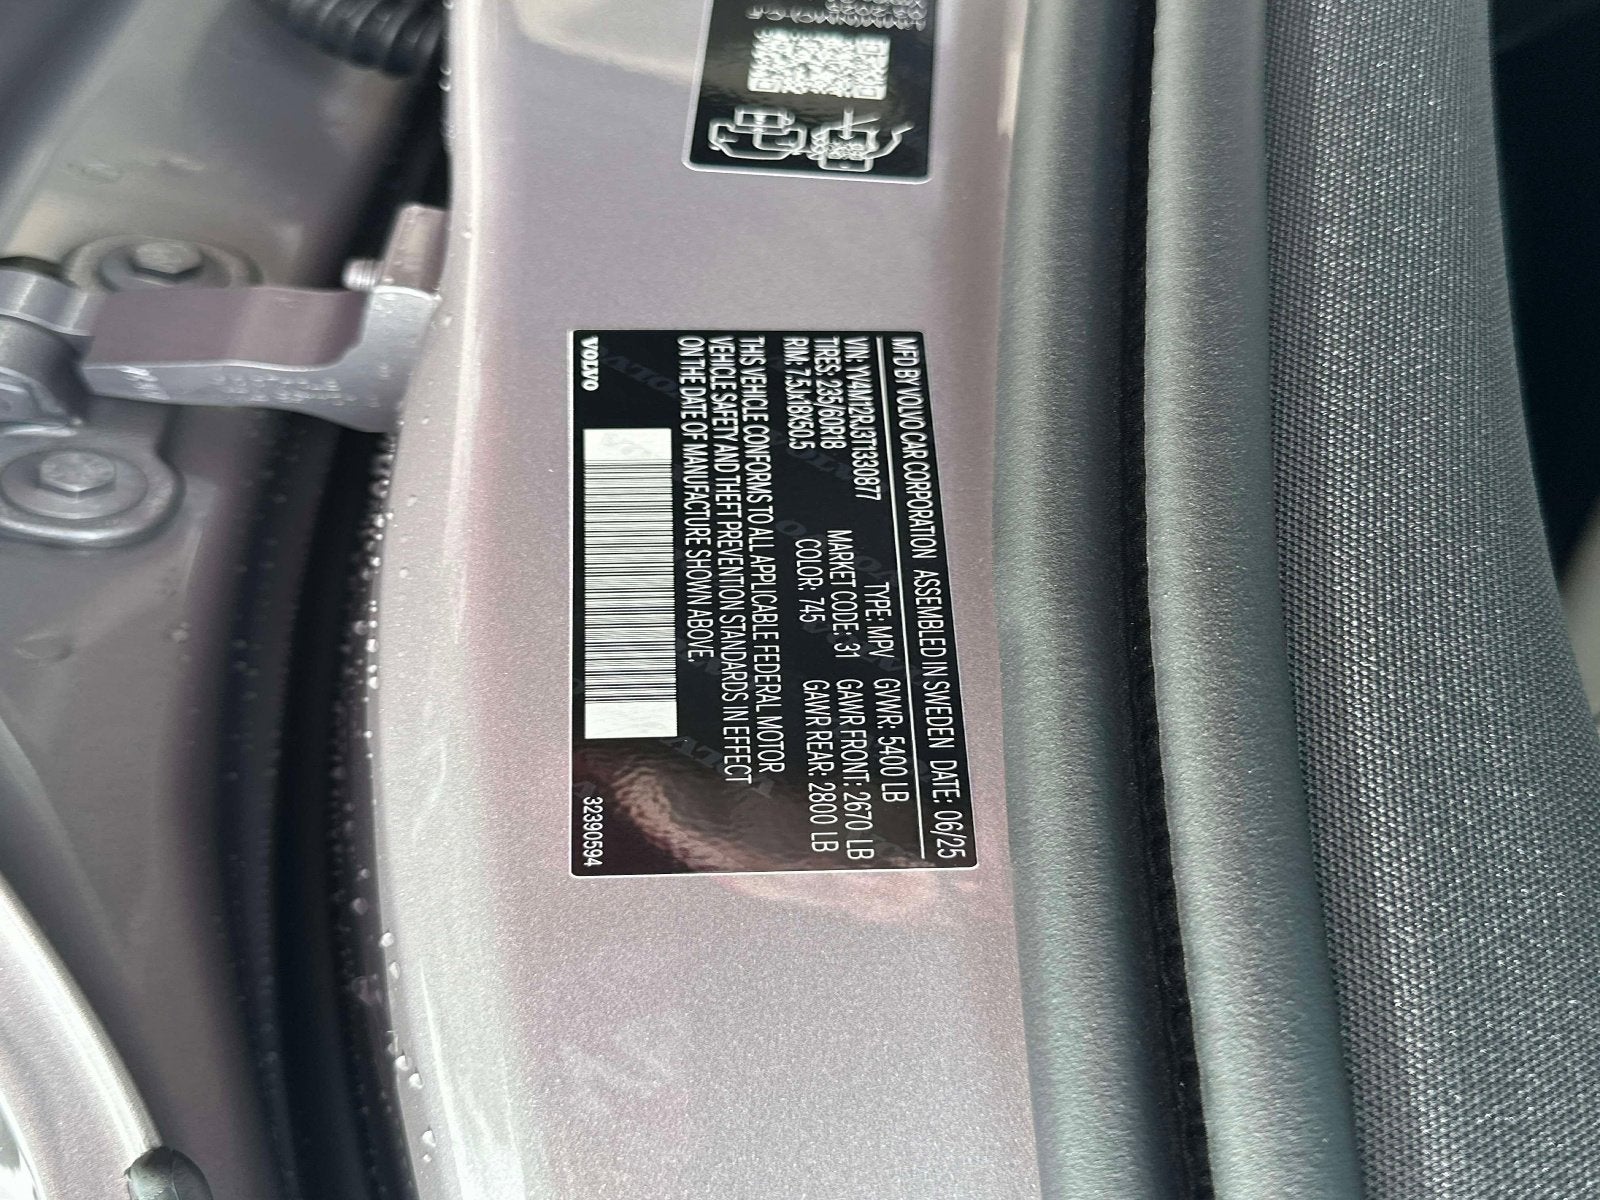 MFD BY VOLVO CAR CORPORATION ASSEMBLED IN SWEDEN DATE: 06/25
VIN: YV4M12RJ3T1330877 TYPE: MPV GVWR: 5400 LB
TIRES: 235/60R18 MARKET CODE: 31 GAWR FRONT: 2670 LB
RIM: 7.5Jx18X50.5 COLOR: 745 GAWR REAR: 2800 LB
THIS VEHICLE CONFORMS TO ALL APPLICABLE FEDERAL MOTOR
VEHICLE SAFETY AND THEFT PREVENTION STANDARDS IN EFFECT
ON THE DATE OF MANUFACTURE SHOWN ABOVE.
VOLVO 32390594